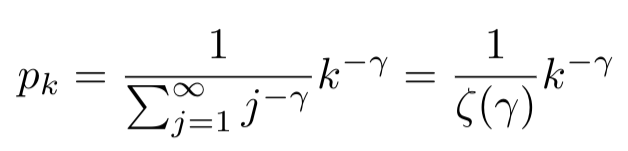 p_k = \frac{1}{\sum_{j=1}^{\infty} j^{-\gamma}} k^{-\gamma} = \frac{1}{\zeta(\gamma)} k^{-\gamma}